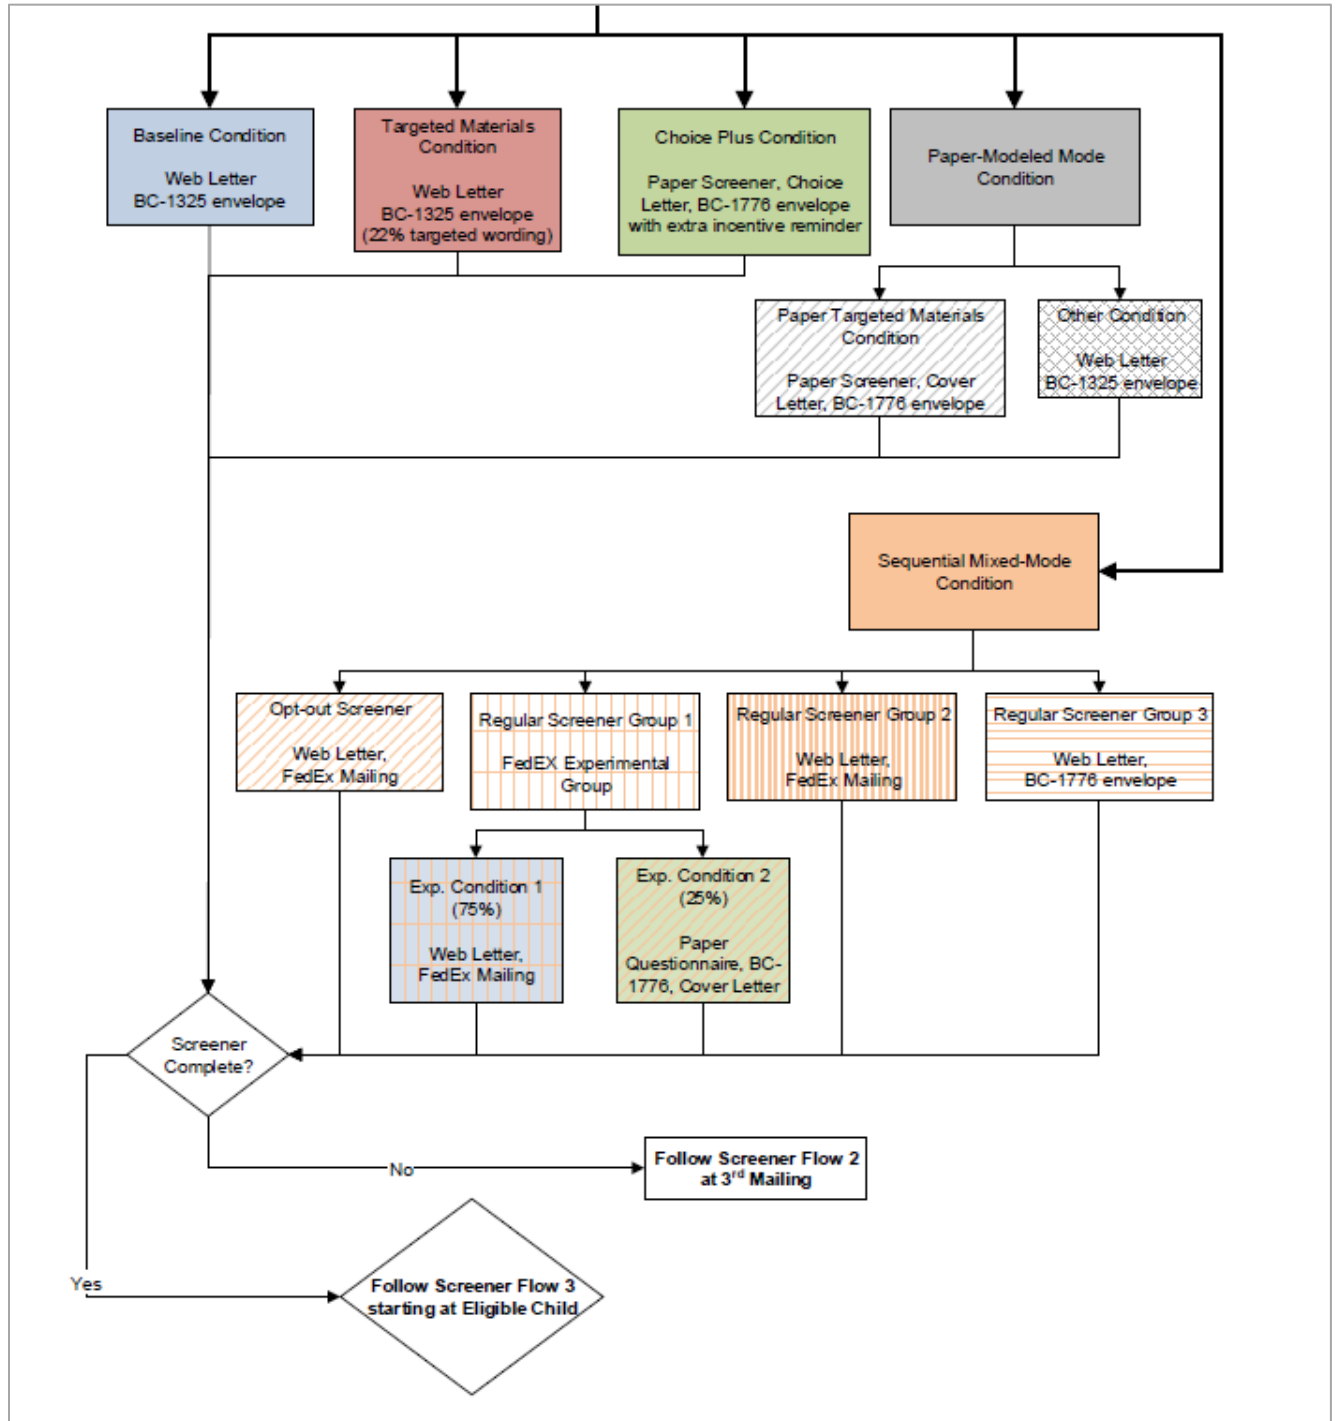 Baseline Condition
Web Letter
BC-1325 envelope
Targeted Materials
Condition
Web Letter
BC-1325 envelope
(22% targeted wording)
Choice Plus Condition
Paper Screener, Choice
Letter, BC-1776 envelope
with extra incentive reminder
Paper-Modeled Mode
Condition
Paper Targeted Materials
Condition
Paper Screener, Cover
Letter, BC-1776 envelope
Other Condition
Web Letter
BC-1325 envelope
Sequential Mixed-Mode
Condition
Opt-out Screener
Web Letter,
FedEx Mailing
Regular Screener Group 1
FedEX Experimental
Group
Regular Screener Group 2
Web Letter,
FedEx Mailing
Regular Screener Group 3
Web Letter,
BC-1776 envelope
Exp. Condition 1
(75%)
Web Letter,
FedEx Mailing
Exp. Condition 2
(25%)
Paper
Questionnaire, BC-
1776, Cover Letter
Screener
Complete?
No
Follow Screener Flow 2
at 3rd Mailing
Yes
Follow Screener Flow 3
starting at Eligible Child